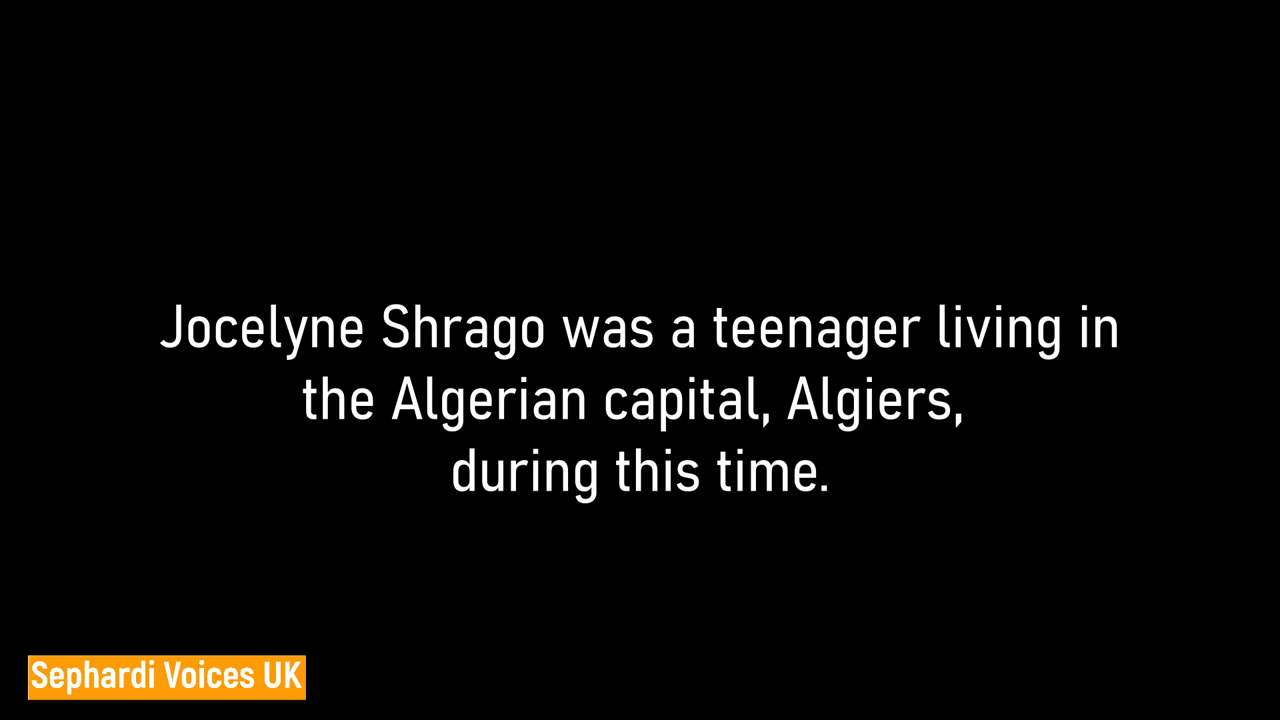 Jocelyne Shrago was a teenager living in
the Algerian capital, Algiers,
during this time.
Sephardi Voices UK